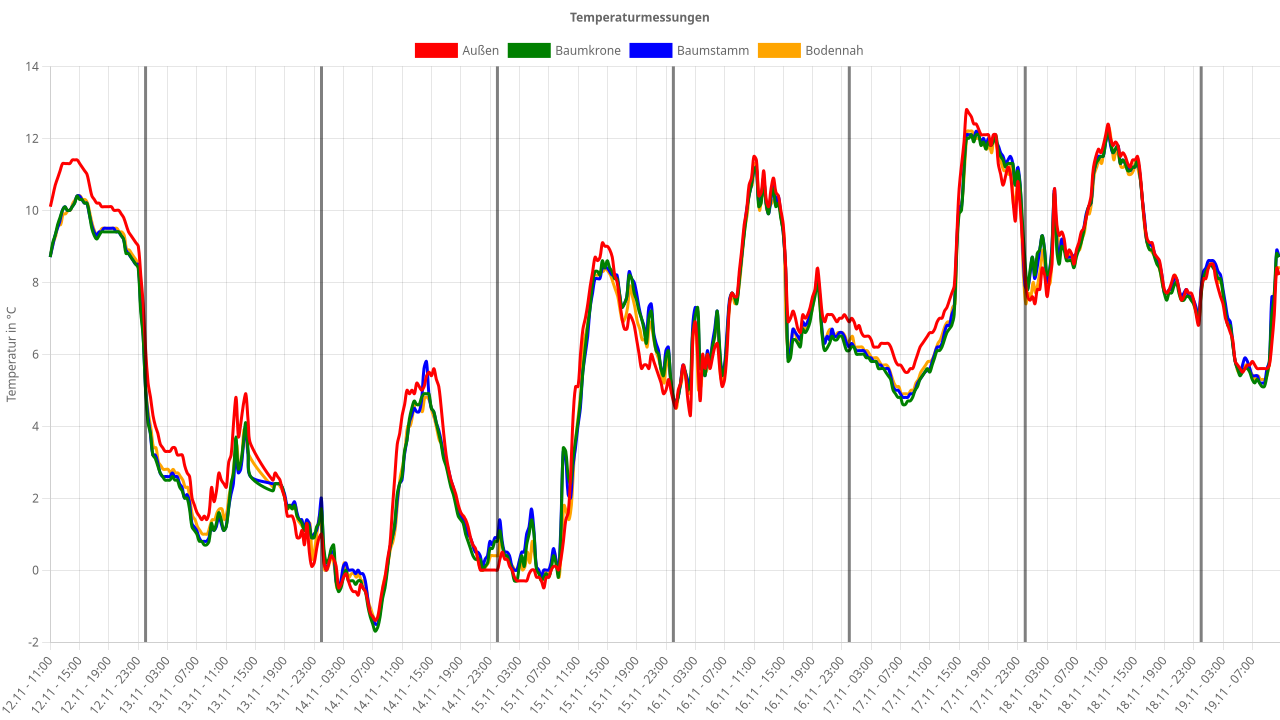 Temperaturmessungen
Außen Baumkrone Baumstamm Bodennah
Temperatur in °C
14
12
10
8
6
4
2
0
-2
12.11 - 11:00
12.11 - 15:00
12.11 - 19:00
12.11 - 23:00
13.11 - 03:00
13.11 - 07:00
13.11 - 11:00
13.11 - 15:00
13.11 - 19:00
13.11 - 23:00
14.11 - 03:00
14.11 - 07:00
14.11 - 11:00
14.11 - 15:00
14.11 - 19:00
14.11 - 23:00
15.11 - 03:00
15.11 - 07:00
15.11 - 11:00
15.11 - 15:00
15.11 - 19:00
15.11 - 23:00
16.11 - 03:00
16.11 - 07:00
16.11 - 11:00
16.11 - 15:00
16.11 - 19:00
16.11 - 23:00
17.11 - 03:00
17.11 - 07:00
17.11 - 11:00
17.11 - 15:00
17.11 - 19:00
17.11 - 23:00
18.11 - 03:00
18.11 - 07:00
18.11 - 11:00
18.11 - 15:00
18.11 - 19:00
18.11 - 23:00
19.11 - 03:00
19.11 - 07:00